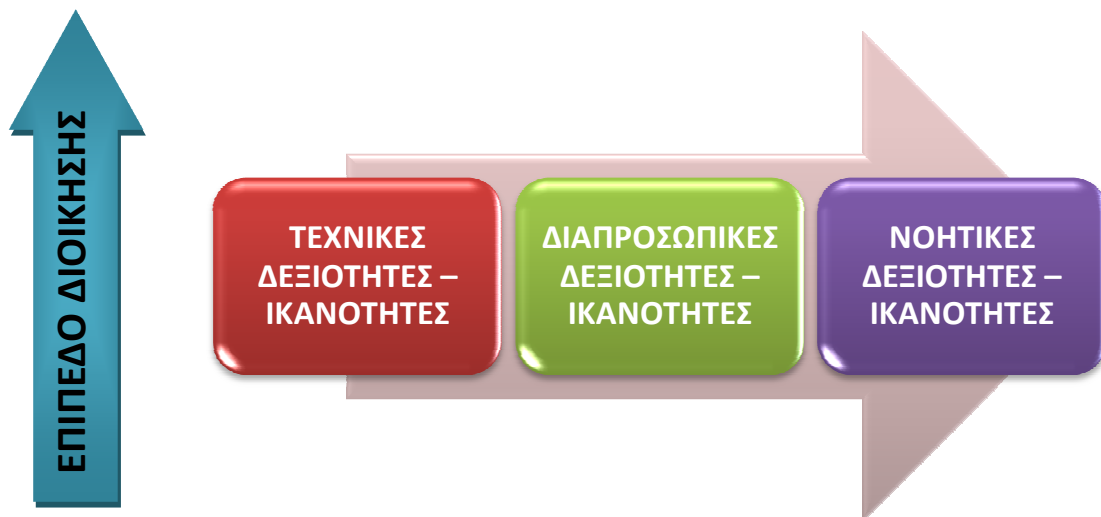 ΕΠΙΠΕΔΟ ΔΙΟΙΚΗΣΗΣ
ΤΕΧΝΙΚΕΣ
ΔΕΞΙΟΤΗΤΕΣ –
ΙΚΑΝΟΤΗΤΕΣ
ΔΙΑΠΡΟΣΩΠΙΚΕΣ
ΔΕΞΙΟΤΗΤΕΣ –
ΙΚΑΝΟΤΗΤΕΣ
ΝΟΗΤΙΚΕΣ
ΔΕΞΙΟΤΗΤΕΣ –
ΙΚΑΝΟΤΗΤΕΣ